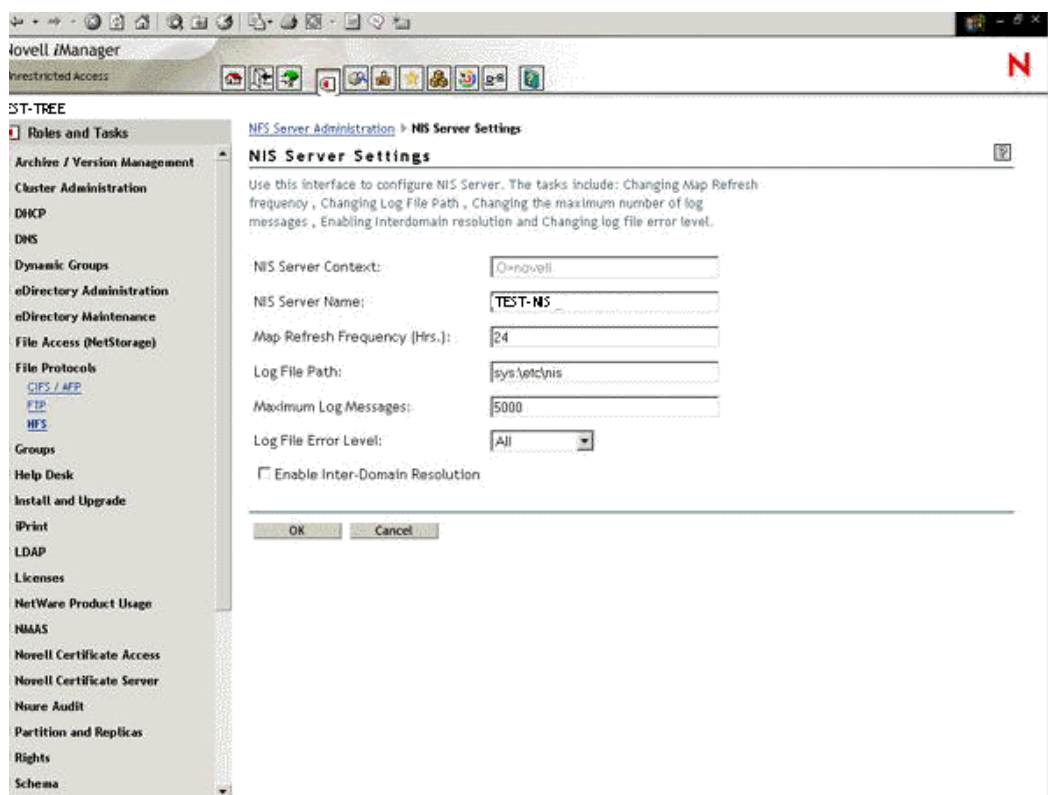 Novell iManager
Unrestricted Access
N
EST-TREE
Roles and Tasks
Archive / Version Management
Cluster Administration
DHCP
DNS
Dynamic Groups
eDirectory Administration
eDirectory Maintenance
File Access (NetStorage)
File Protocols
CIFS / AFP
FTP
NFS
Groups
Help Desk
Install and Upgrade
iPrint
LDAP
Licenses
NetWare Product Usage
NMAS
Novell Certificate Access
Novell Certificate Server
Nsure Audit
Partition and Replicas
Rights
Schema
NFS Server Administration NIS Server Settings
NIS Server Settings
?
Use this interface to configure NIS Server. The tasks include: Changing Map Refresh
frequency , Changing Log File Path , Changing the maximum number of log
messages , Enabling Interdomain resolution and Changing log file error level.
NIS Server Context: O=novell
NIS Server Name: TEST-NIS _
Map Refresh Frequency (Hrs.): 24
Log File Path: sys:\etc\nis
Maximum Log Messages: 5000
Log File Error Level: All
Enable Inter-Domain Resolution
OK Cancel